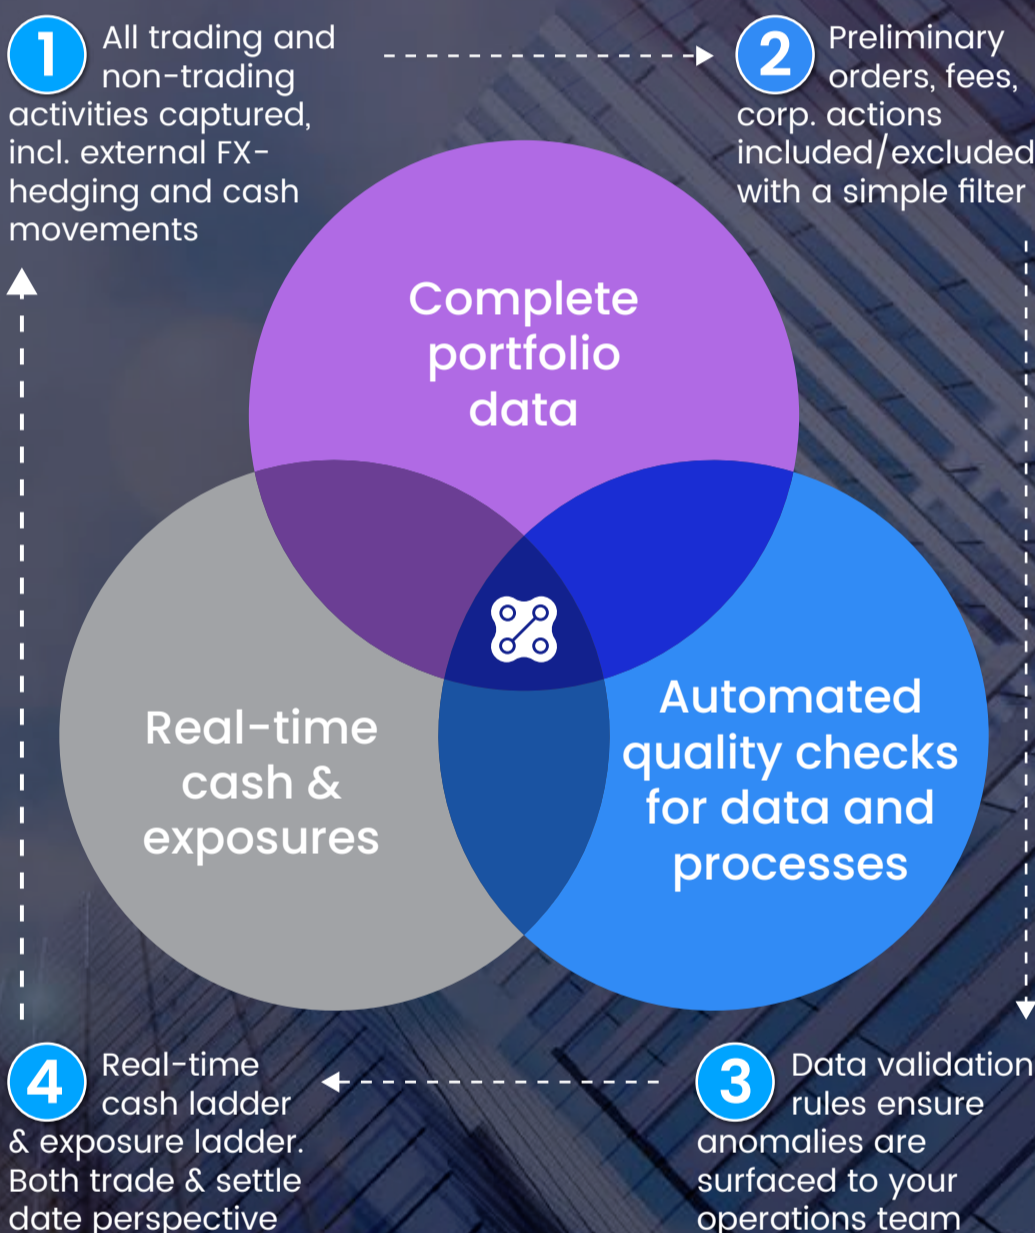 1
All trading and
non-trading
activities captured,
incl. external FX-
hedging and cash
movements
2
Preliminary
orders, fees,
corp. actions
included/excluded
with a simple filter
Complete
portfolio
data
Real-time
cash &
exposures
Automated
quality checks
for data and
processes
3
Data validation
rules ensure
anomalies are
surfaced to your
operations team
4
Real-time
cash ladder
& exposure ladder.
Both trade & settle
date perspective